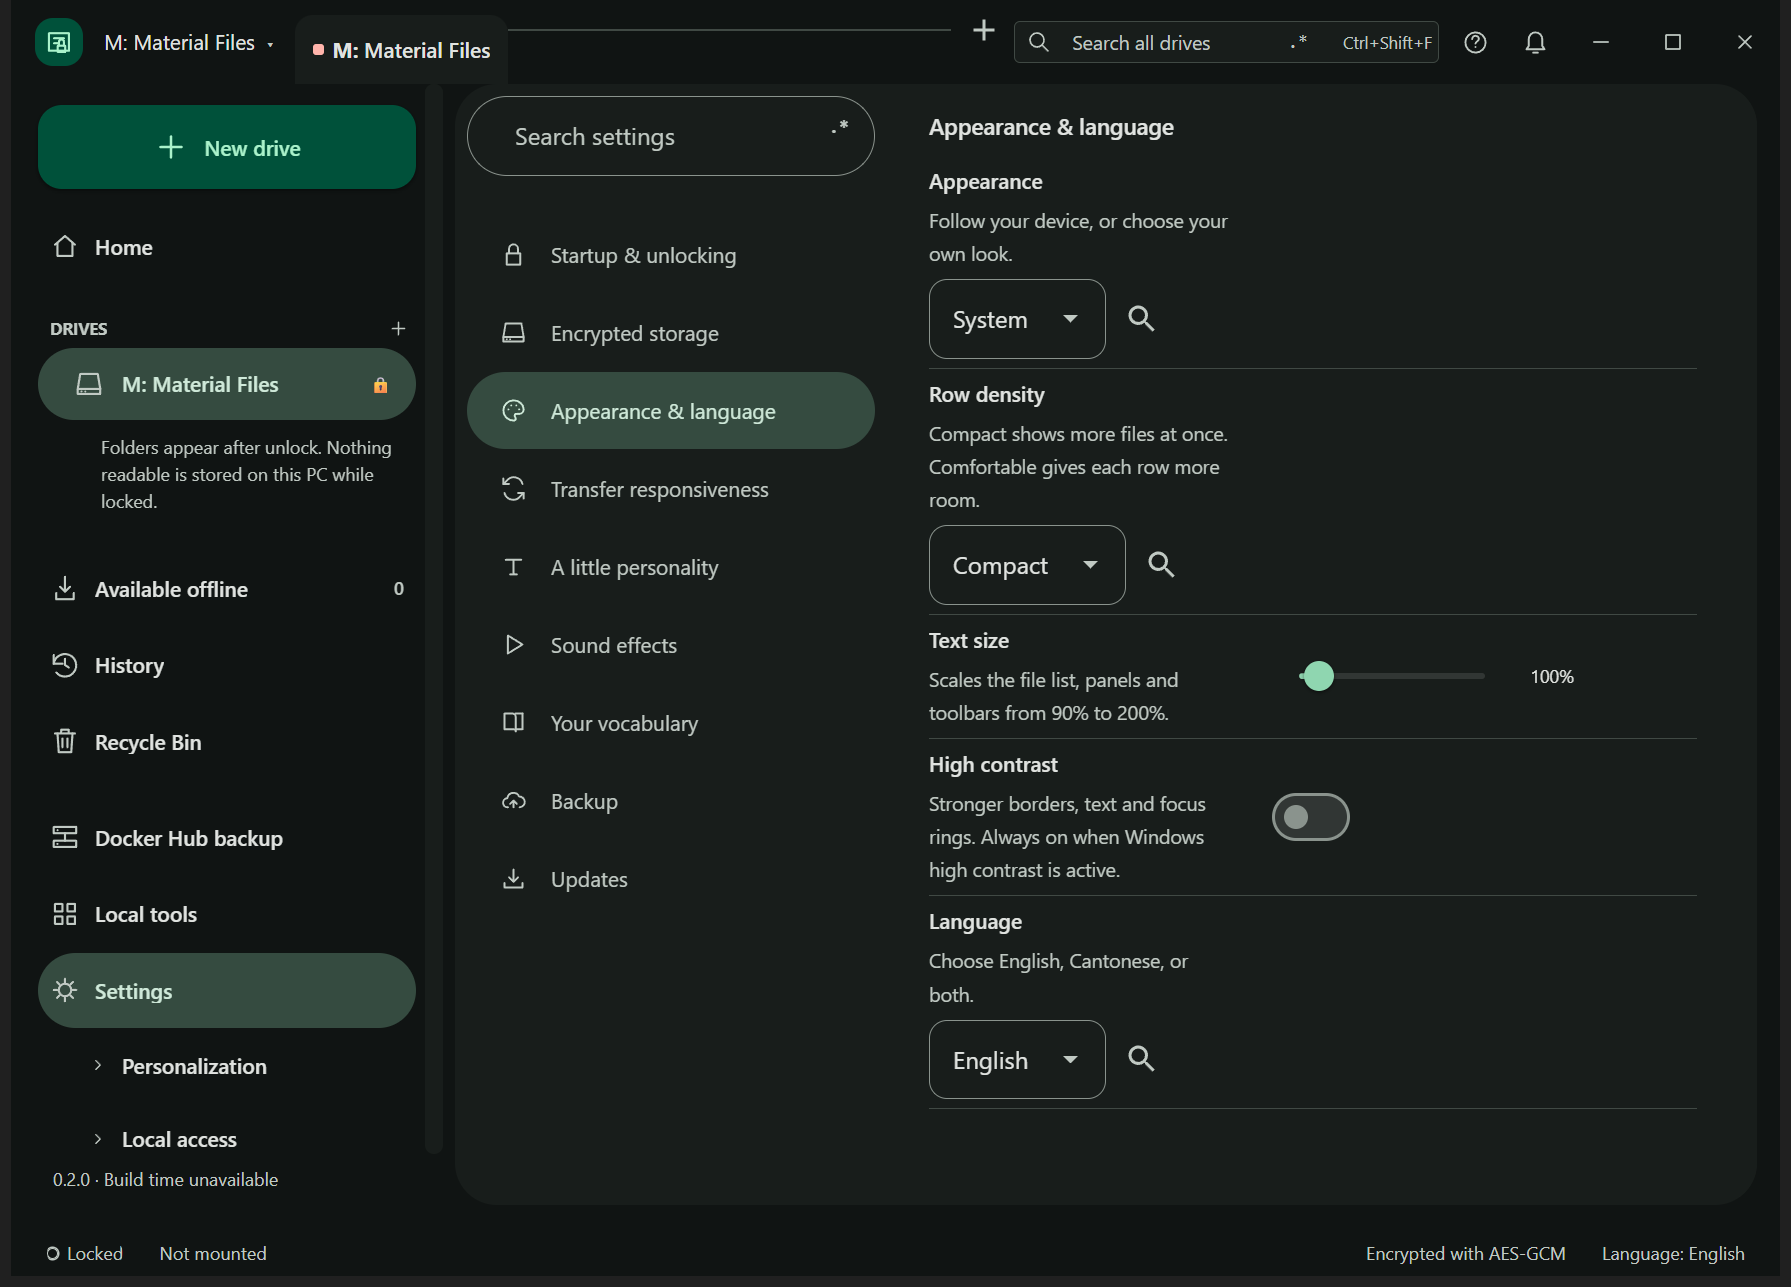 M: Material Files
M: Material Files
Search all drives .* Ctrl+Shift+F
New drive
Home
DRIVES
M: Material Files
Folders appear after unlock. Nothing
readable is stored on this PC while
locked.
Available offline 0
History
Recycle Bin
Docker Hub backup
Local tools
Settings
Personalization
Local access
0.2.0 · Build time unavailable
Search settings .*
Startup & unlocking
Encrypted storage
Appearance & language
Transfer responsiveness
A little personality
Sound effects
Your vocabulary
Backup
Updates
Appearance & language
Appearance
Follow your device, or choose your
own look.
System
Row density
Compact shows more files at once.
Comfortable gives each row more
room.
Compact
Text size
Scales the file list, panels and
toolbars from 90% to 200%.
100%
High contrast
Stronger borders, text and focus
rings. Always on when Windows
high contrast is active.
Language
Choose English, Cantonese, or
both.
English
Locked Not mounted
Encrypted with AES-GCM Language: English